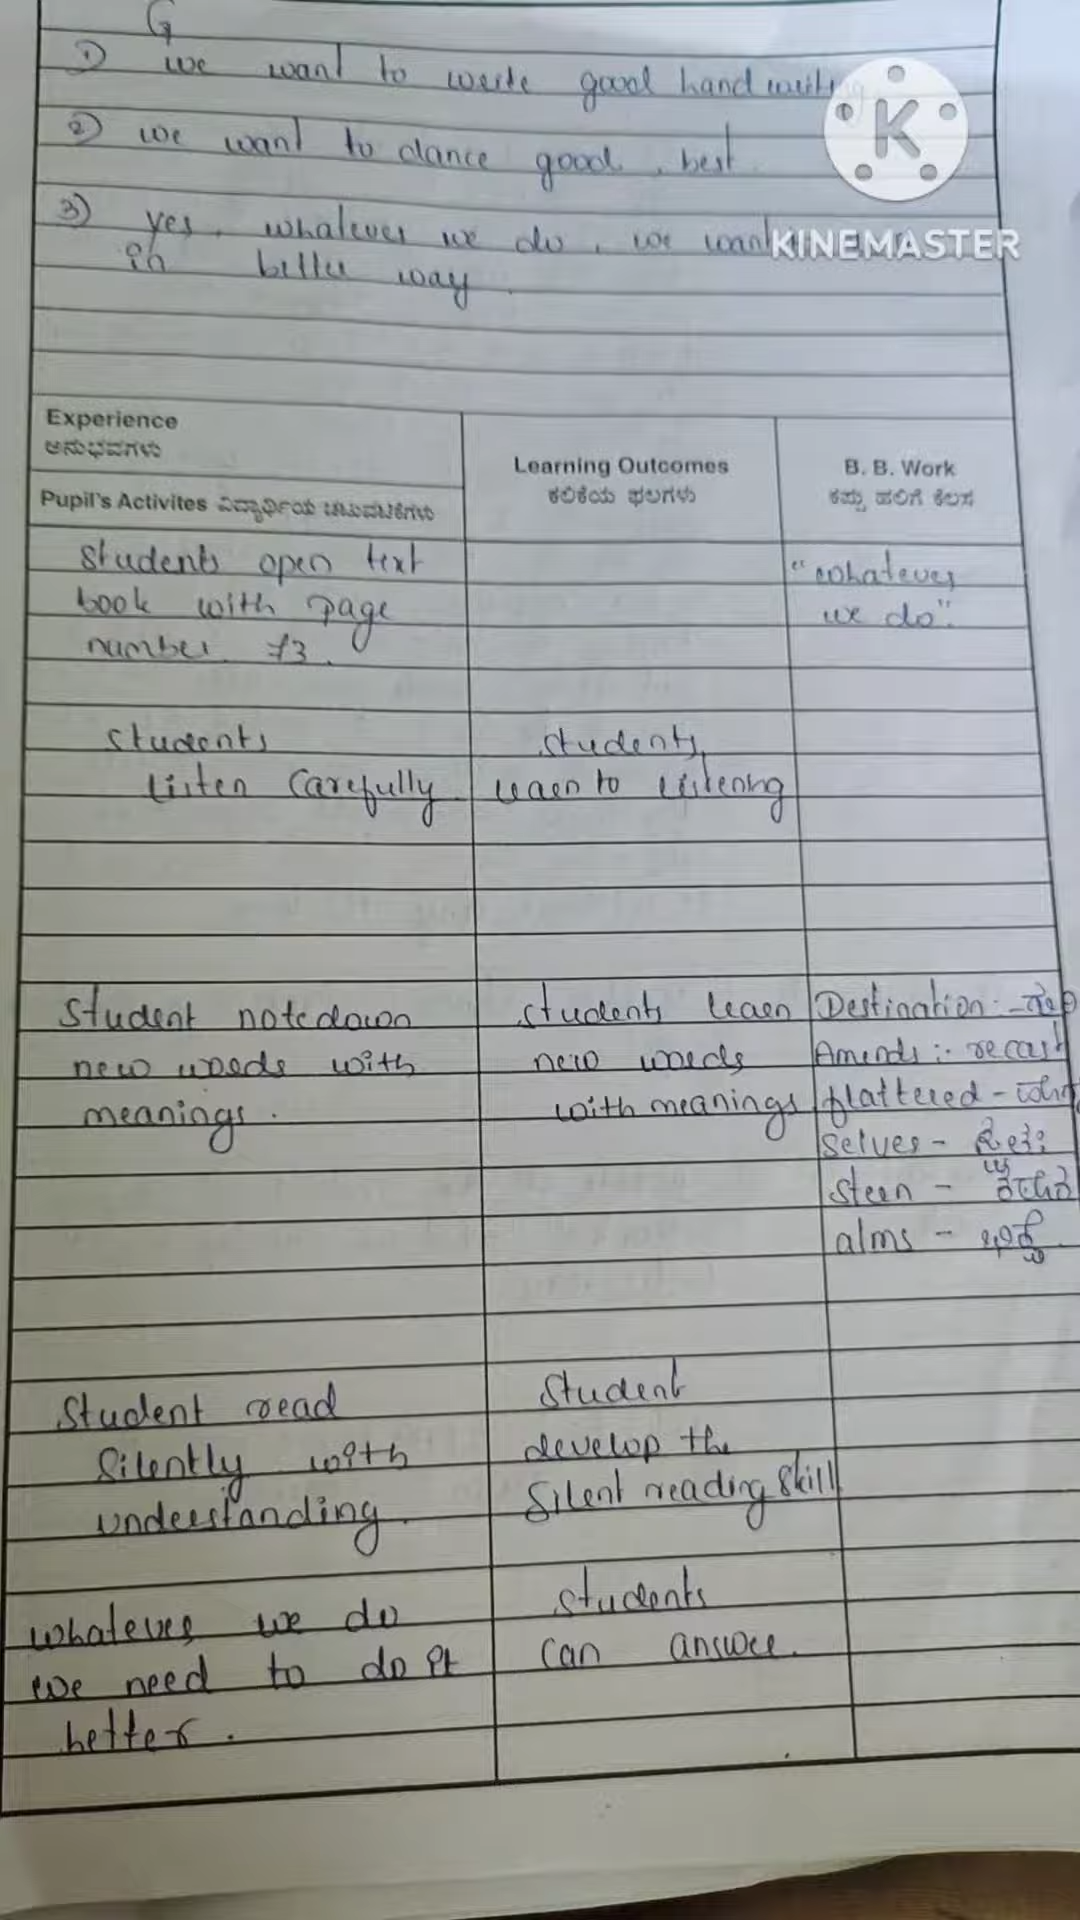 1) we want to write good hand writing
2) we want to dance good, best.
3) yes, whatever we do, we want
in better way.
K
KINEMASTER
Experience
ಅನುಭವಗಳು
Pupil's Activites ವಿದ್ಯಾರ್ಥಿಯ ಚಟುವಟಿಕೆಗಳು
Learning Outcomes
ಕಲಿಕೆಯ ಫಲಗಳು
B. B. Work
ಕಪ್ಪು ಹಲಗೆ ಕೆಲಸ
Students open text
book with page
number 73.
"whatever
we do".
Students
Listen Carefully
students
learn to listening
Student notedown
new words with
meanings.
students learn
new words
with meanings
Destination :-
Amends :- recast
flattered -
Selves -
steen -
alms - ಭಿಕ್ಷೆ
Student read
Silently with
understanding.
Student
develop the
Silent reading skill
whatever we do
we need to do it
better.
students
can answer.